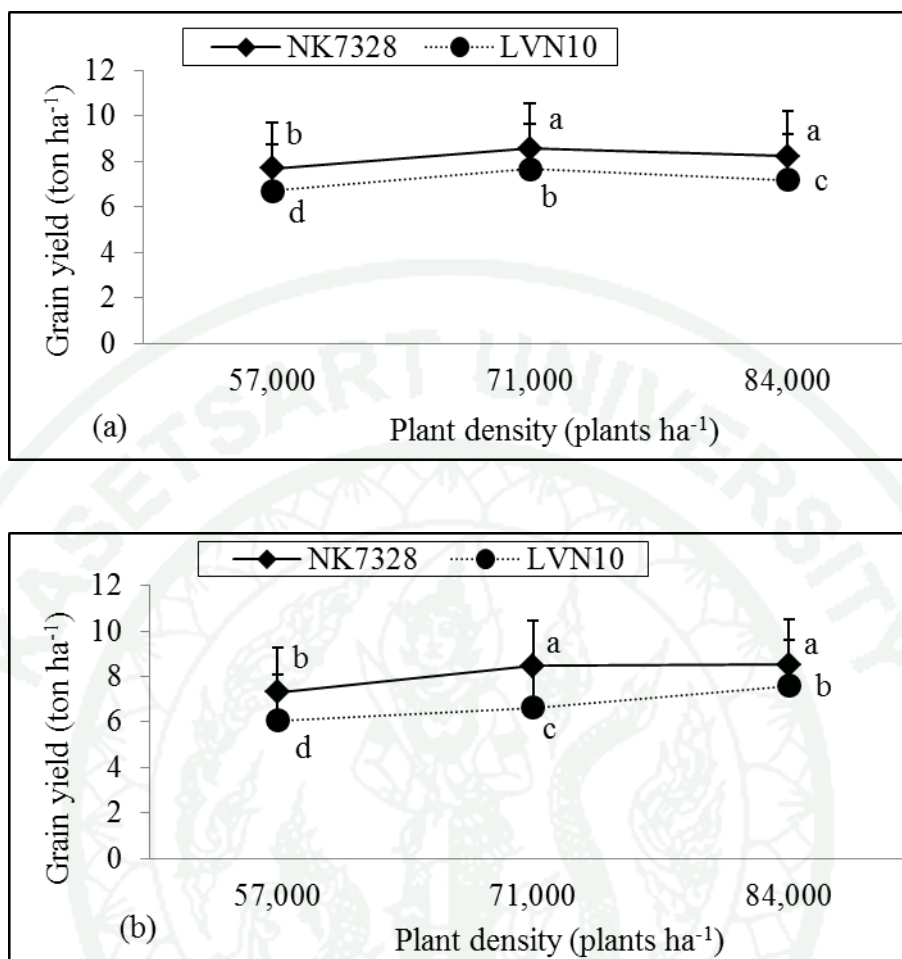 NK7328 LVN10
12
10
8
6
4
2
0
Grain yield (ton ha⁻¹)
b a a
d b c
57,000 71,000 84,000
(a) Plant density (plants ha⁻¹)
KASETSART UNIVERSITY
NK7328 LVN10
12
10
8
6
4
2
0
Grain yield (ton ha⁻¹)
b a a
d c b
57,000 71,000 84,000
(b) Plant density (plants ha⁻¹)